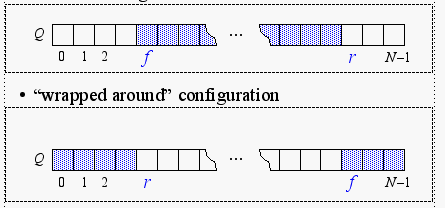 Q ...
0 1 2 f r N–1
• “wrapped around” configuration
Q ...
0 1 2 r f N–1